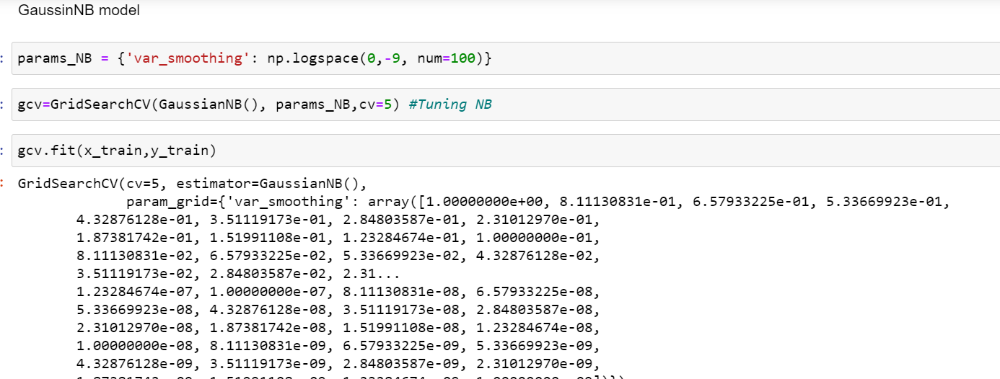 GaussinNB model
: params_NB = {'var_smoothing': np.logspace(0,-9, num=100)}
: gcv=GridSearchCV(GaussianNB(), params_NB,cv=5) #Tuning NB
: gcv.fit(x_train,y_train)
: GridSearchCV(cv=5, estimator=GaussianNB(),
param_grid={'var_smoothing': array([1.00000000e+00, 8.11130831e-01, 6.57933225e-01, 5.33669923e-01,
4.32876128e-01, 3.51119173e-01, 2.84803587e-01, 2.31012970e-01,
1.87381742e-01, 1.51991108e-01, 1.23284674e-01, 1.00000000e-01,
8.11130831e-02, 6.57933225e-02, 5.33669923e-02, 4.32876128e-02,
3.51119173e-02, 2.84803587e-02, 2.31...
1.23284674e-07, 1.00000000e-07, 8.11130831e-08, 6.57933225e-08,
5.33669923e-08, 4.32876128e-08, 3.51119173e-08, 2.84803587e-08,
2.31012970e-08, 1.87381742e-08, 1.51991108e-08, 1.23284674e-08,
1.00000000e-08, 8.11130831e-09, 6.57933225e-09, 5.33669923e-09,
4.32876128e-09, 3.51119173e-09, 2.84803587e-09, 2.31012970e-09,